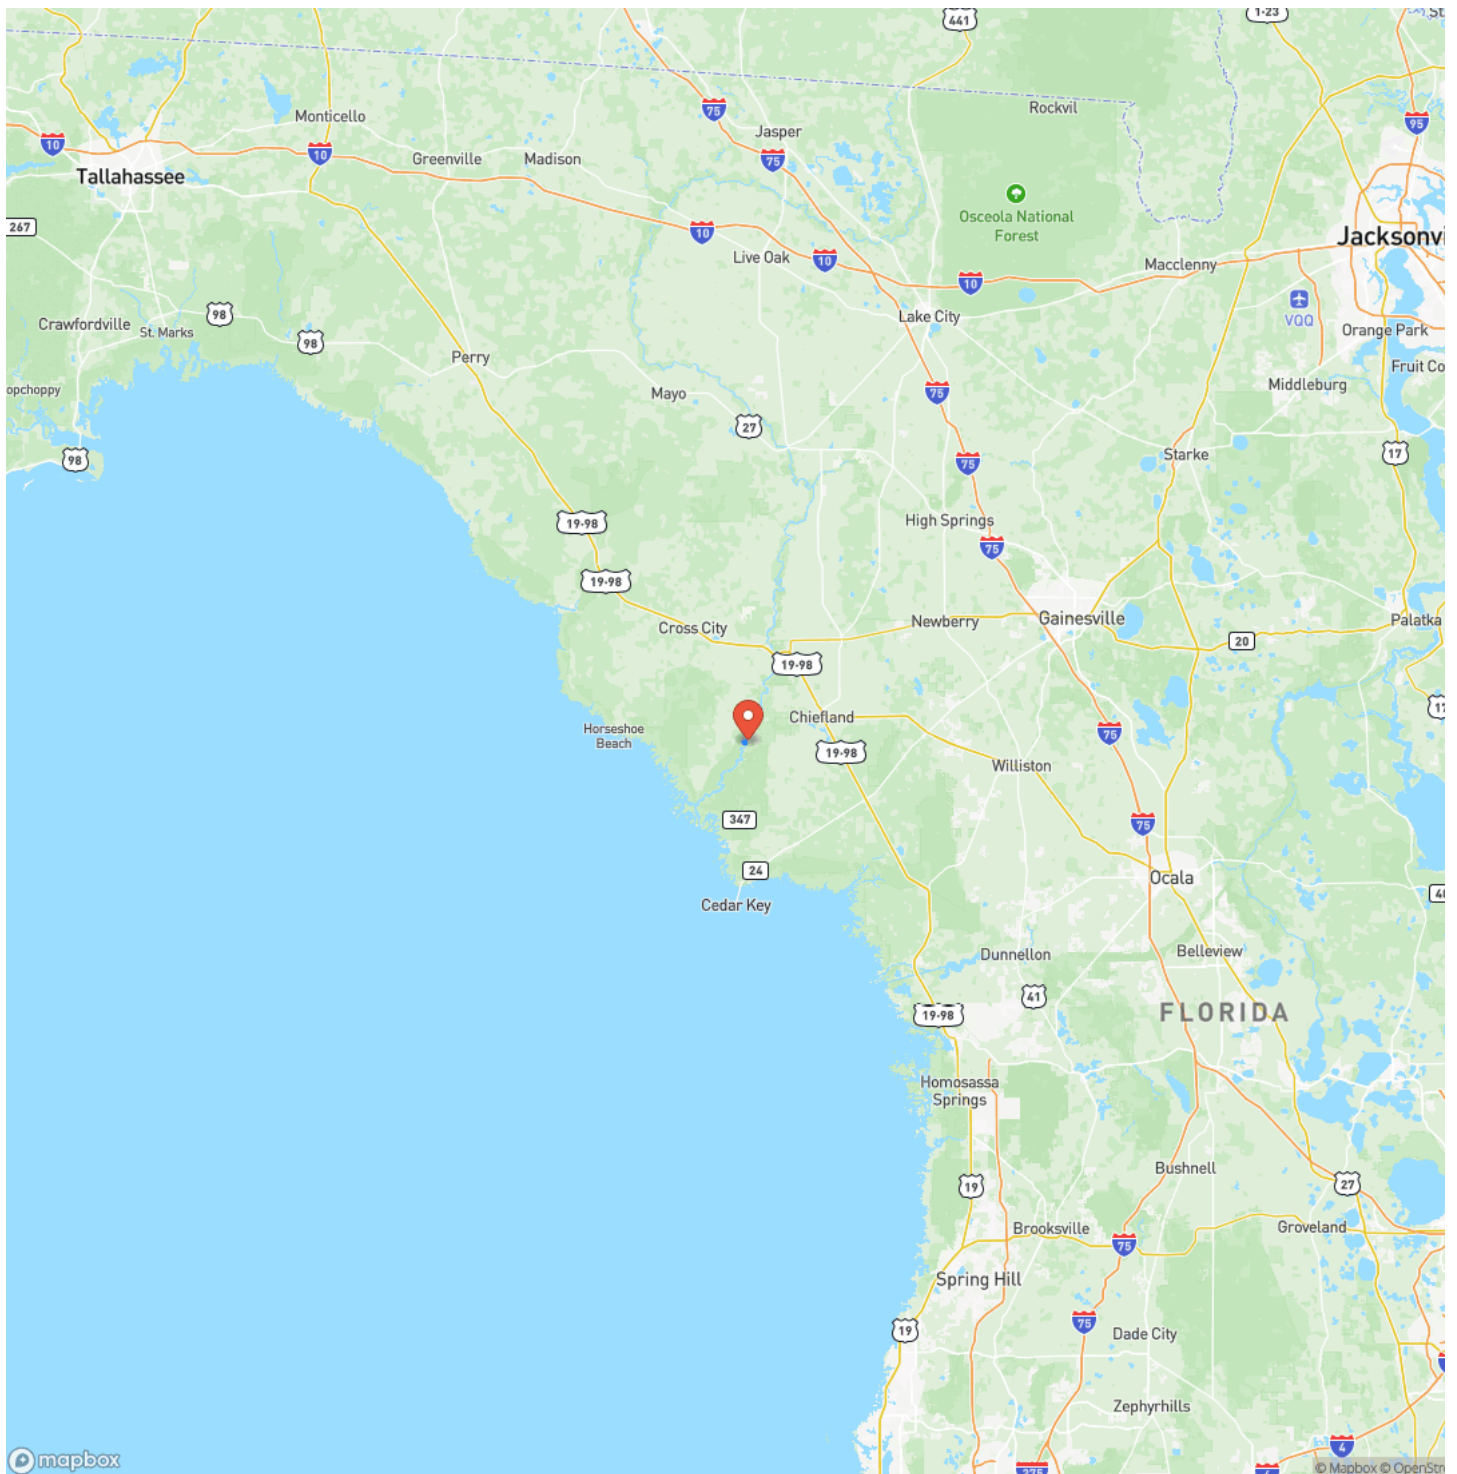 441
1-23
Rockvil
Monticello
75
95
Jasper
10
10
Greenville
Madison
75
Tallahassee
Osceola National
Forest
267
10
Jacksonvi
Live Oak
10
Macclenny
10
VQQ
98
Crawfordville
St. Marks
Lake City
98
Orange Park
Perry
Fruit Co
opchoppy
Mayo
75
Middleburg
27
98
75
Starke
17
19-98
High Springs
75
19-98
Cross City
Newberry
Gainesville
20
Palatka
19-98
17
Horseshoe
Beach
Chiefland
75
19-98
Williston
347
75
24
Ocala
Cedar Key
Dunnellon
Belleview
41
19-98
FLORIDA
Homosassa
Springs
Bushnell
19
27
Brooksville
Groveland
75
Spring Hill
75
19
Dade City
Zephyrhills
4
mapbox
275
© Mapbox © OpenStr